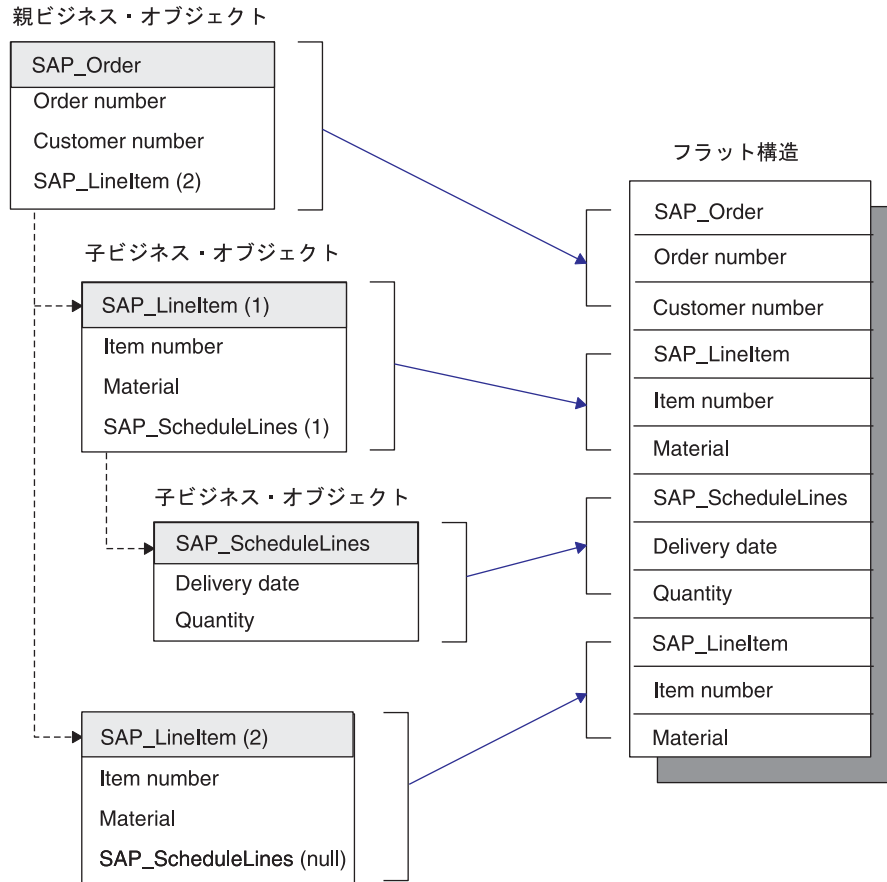 親ビジネス・オブジェクト
SAP_Order
Order number
Customer number
SAP_LineItem (2)
子ビジネス・オブジェクト
SAP_LineItem (1)
Item number
Material
SAP_ScheduleLines (1)
子ビジネス・オブジェクト
SAP_ScheduleLines
Delivery date
Quantity
SAP_LineItem (2)
Item number
Material
SAP_ScheduleLines (null)
フラット構造
SAP_Order
Order number
Customer number
SAP_LineItem
Item number
Material
SAP_ScheduleLines
Delivery date
Quantity
SAP_LineItem
Item number
Material